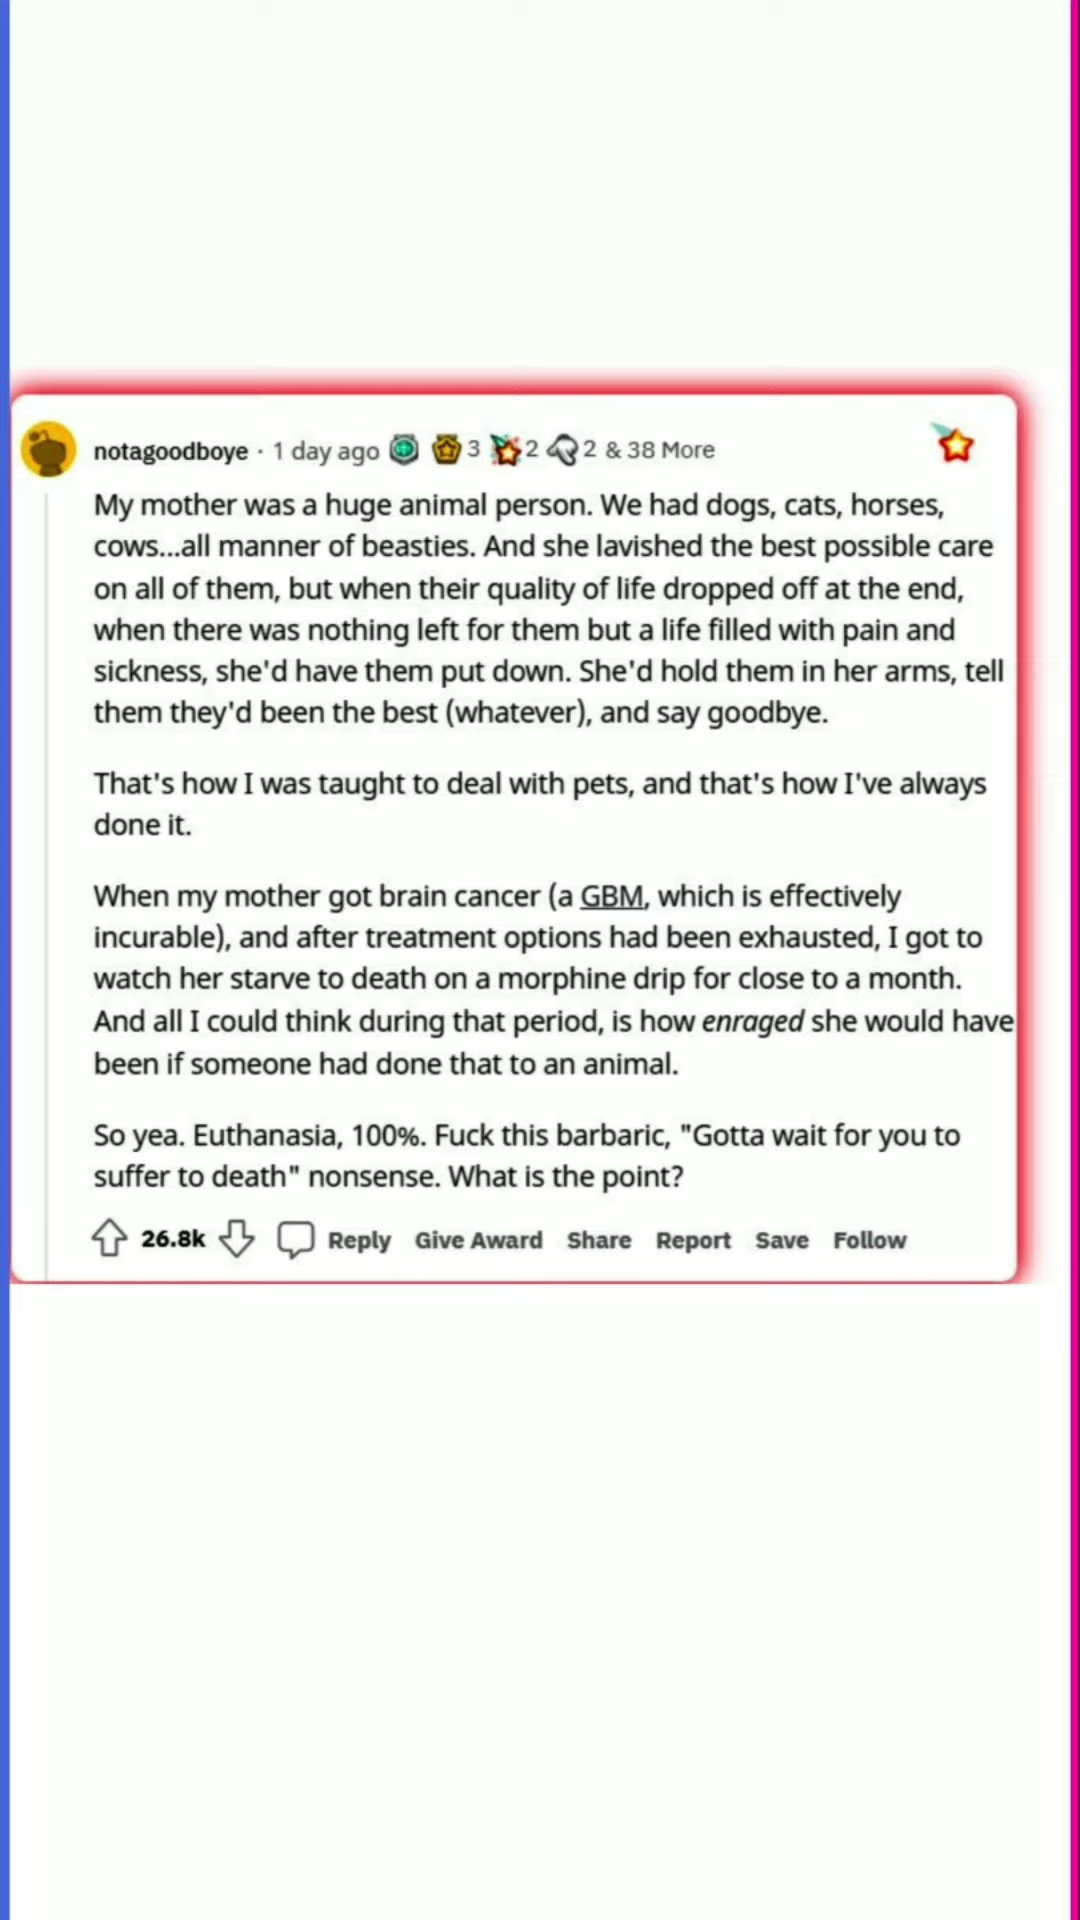 notagoodboye · 1 day ago 3 2 2 & 38 More
My mother was a huge animal person. We had dogs, cats, horses,
cows...all manner of beasties. And she lavished the best possible care
on all of them, but when their quality of life dropped off at the end,
when there was nothing left for them but a life filled with pain and
sickness, she'd have them put down. She'd hold them in her arms, tell
them they'd been the best (whatever), and say goodbye.
That's how I was taught to deal with pets, and that's how I've always
done it.
When my mother got brain cancer (a GBM, which is effectively
incurable), and after treatment options had been exhausted, I got to
watch her starve to death on a morphine drip for close to a month.
And all I could think during that period, is how enraged she would have
been if someone had done that to an animal.
So yea. Euthanasia, 100%. Fuck this barbaric, "Gotta wait for you to
suffer to death" nonsense. What is the point?
26.8k Reply Give Award Share Report Save Follow